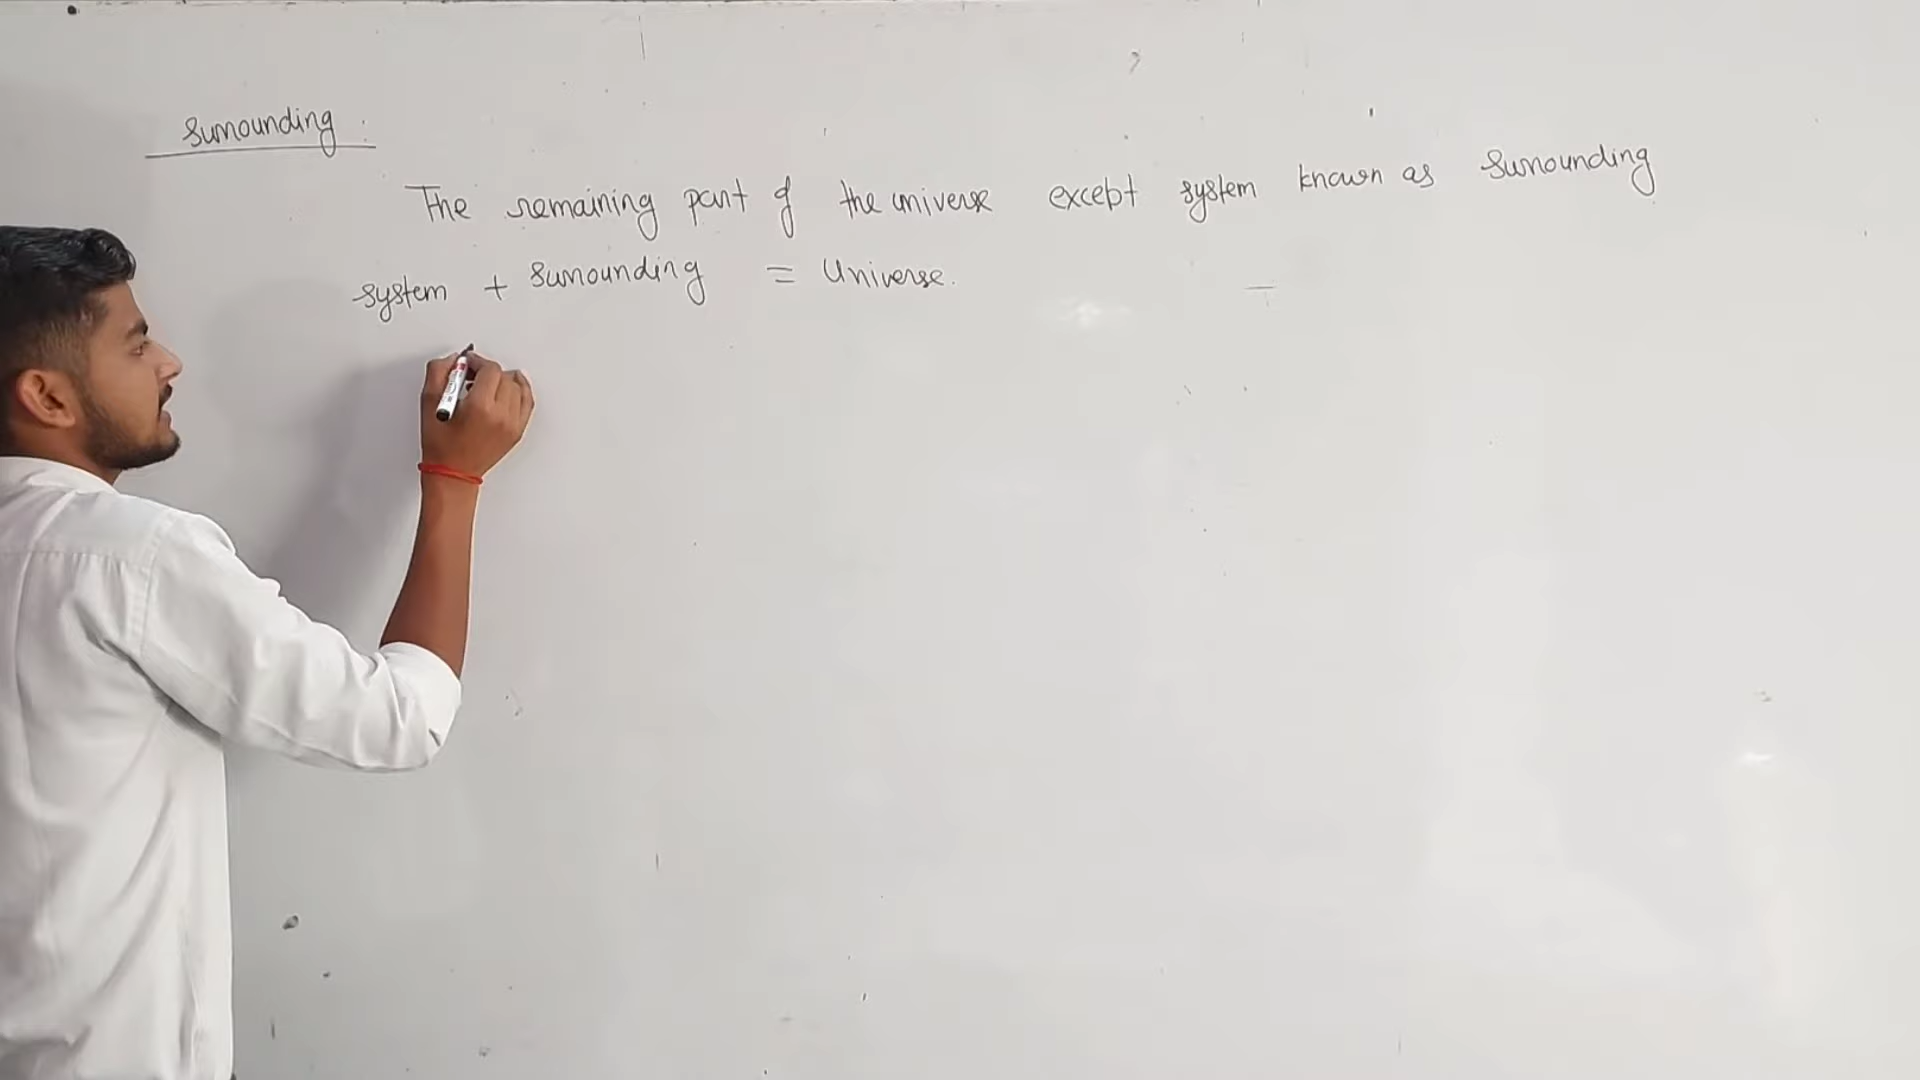 Surrounding :
The remaining part of the universe except system known as Surrounding
system + surrounding = Universe.